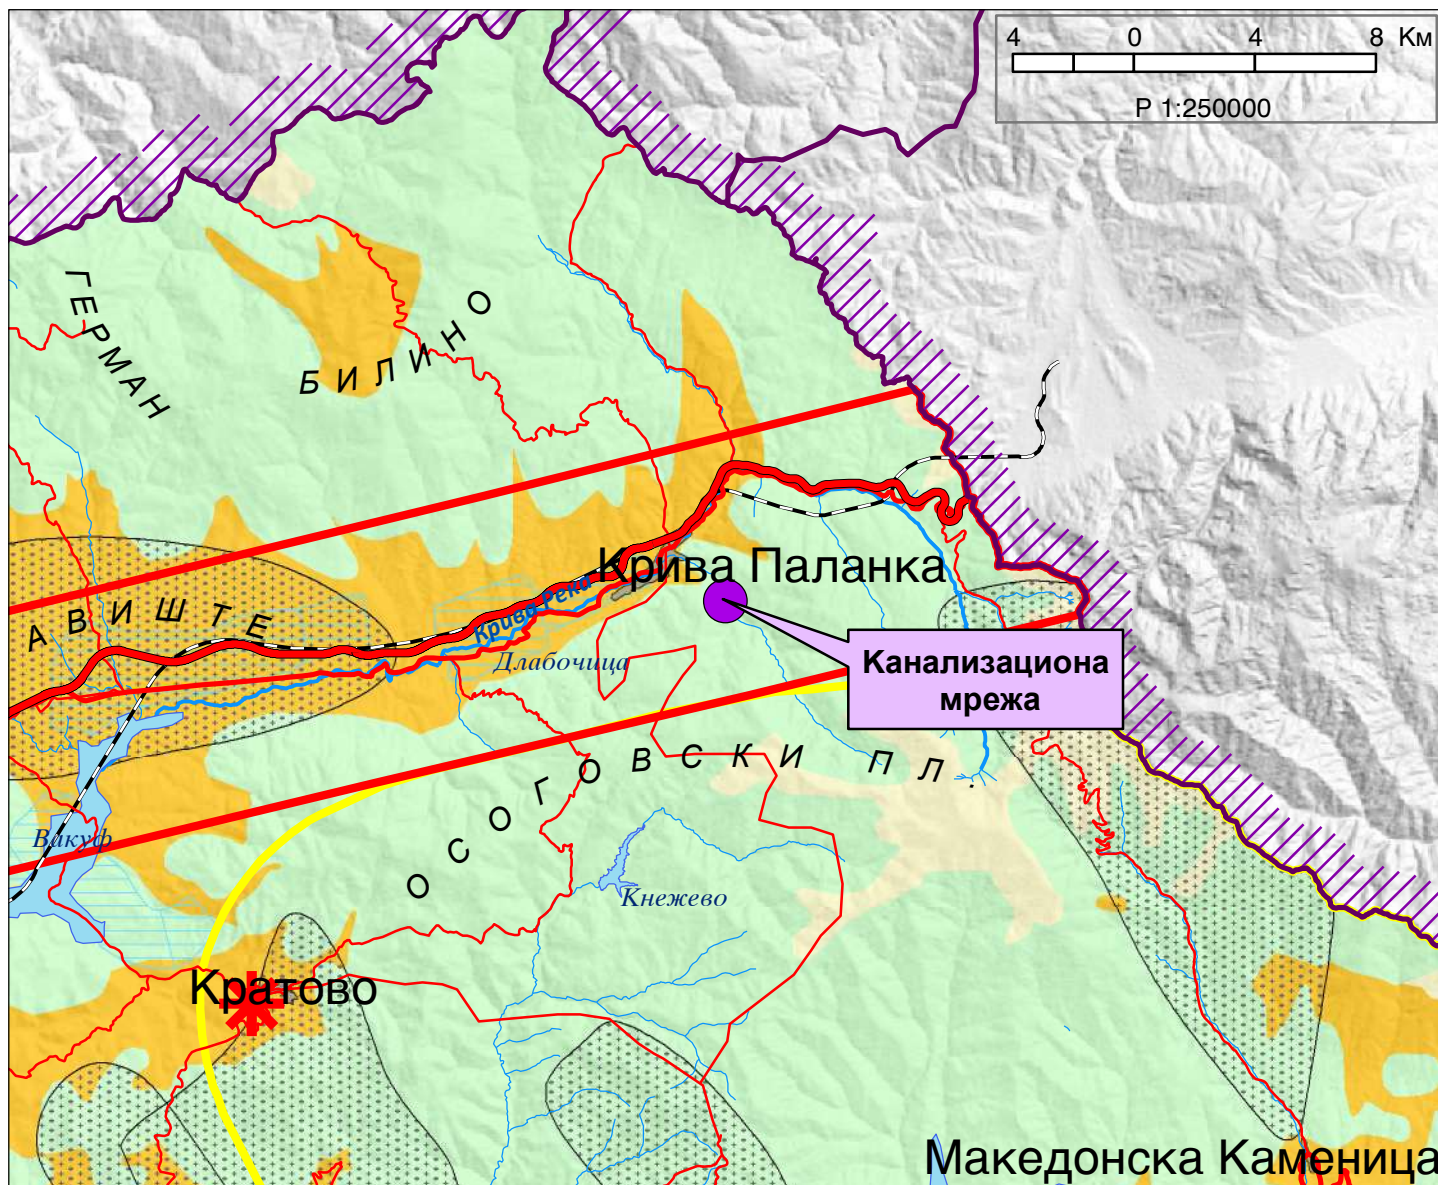 4 0 4 8 Км
Р 1:250000
ГЕРМАН
БИЛИНО
Крива Паланка
Крива Река
АВИШТЕ
Длабочица
Канализациона
мрежа
ОСОГОВСКИ ПЛ.
Вакуф
Кнежево
Кратово
Македонска Каменица